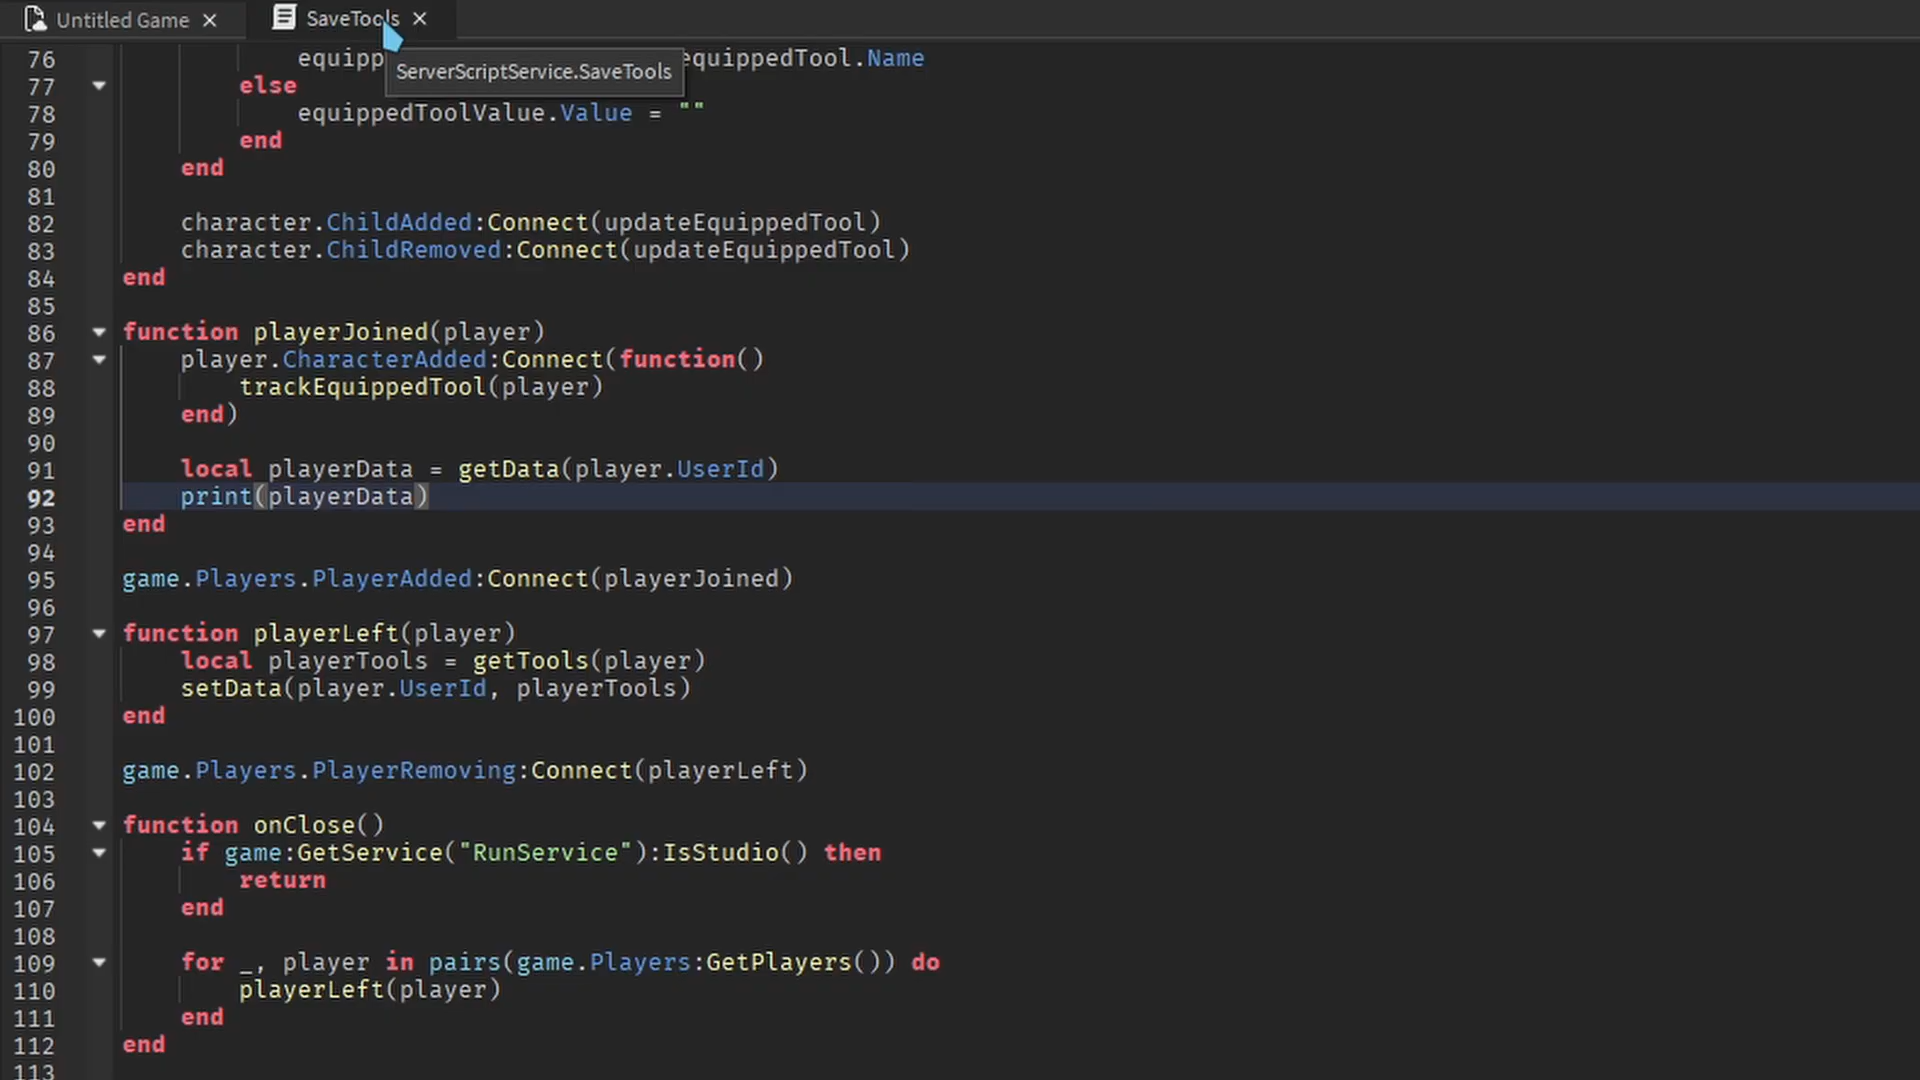 Untitled Game
SaveTools
76 equipp equippedTool.Name
ServerScriptService.SaveTools
77 else
78 equippedToolValue.Value = ""
79 end
80 end
81
82 character.ChildAdded:Connect(updateEquippedTool)
83 character.ChildRemoved:Connect(updateEquippedTool)
84 end
85
86 function playerJoined(player)
87 player.CharacterAdded:Connect(function()
88 trackEquippedTool(player)
89 end)
90
91 local playerData = getData(player.UserId)
92 print(playerData)
93 end
94
95 game.Players.PlayerAdded:Connect(playerJoined)
96
97 function playerLeft(player)
98 local playerTools = getTools(player)
99 setData(player.UserId, playerTools)
100 end
101
102 game.Players.PlayerRemoving:Connect(playerLeft)
103
104 function onClose()
105 if game:GetService("RunService"):IsStudio() then
106 return
107 end
108
109 for _, player in pairs(game.Players:GetPlayers()) do
110 playerLeft(player)
111 end
112 end
113